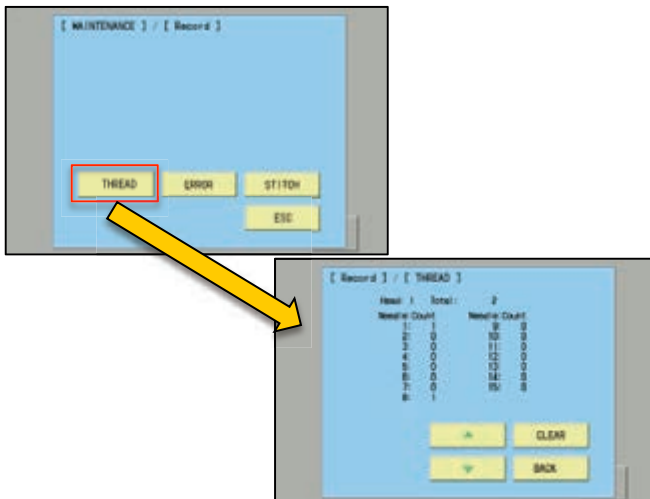 [ MAINTENANCE ] / [ Record ]
THREAD ERROR STITCH
ESC
[ Record ] / [ THREAD ]
Head: 1 Total: 2
Needle:Count Needle:Count
1: 1 9: 0
2: 0 10: 0
3: 0 11: 0
4: 0 12: 0
5: 0 13: 0
6: 0 14: 0
7: 0 15: 0
8: 1
CLEAR
BACK